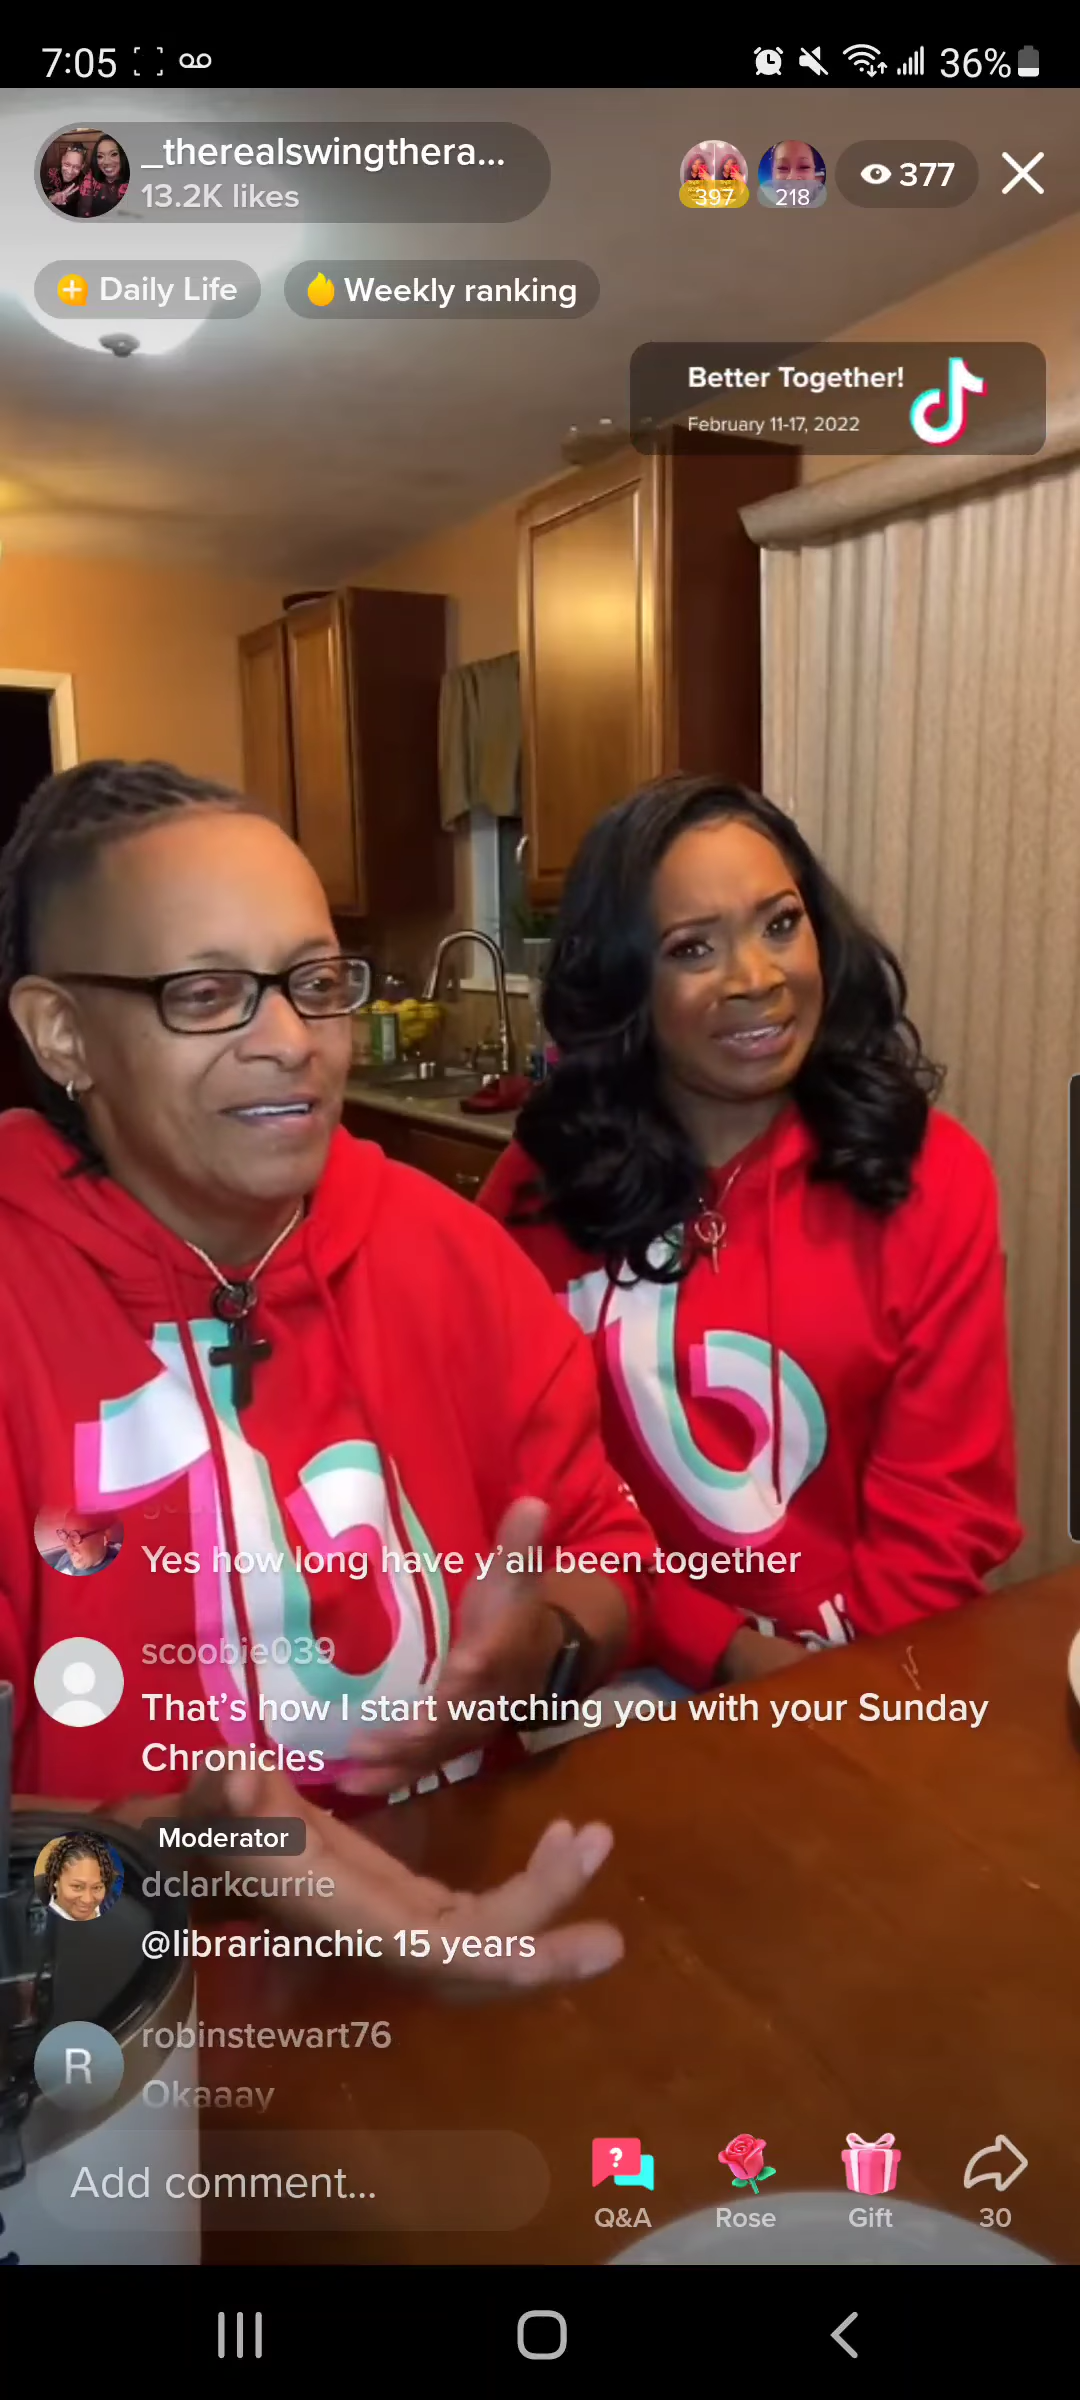 7:05
36%
_therealswingthera...
13.2K likes
397
218
377
Daily Life
Weekly ranking
Better Together!
February 11-17, 2022
Yes how long have y'all been together
scoobie039
That's how I start watching you with your Sunday
Chronicles
Moderator
dclarkcurrie
@librarianchic 15 years
robinstewart76
R
Okaaay
Add comment...
?
Q&A
Rose
Gift
30